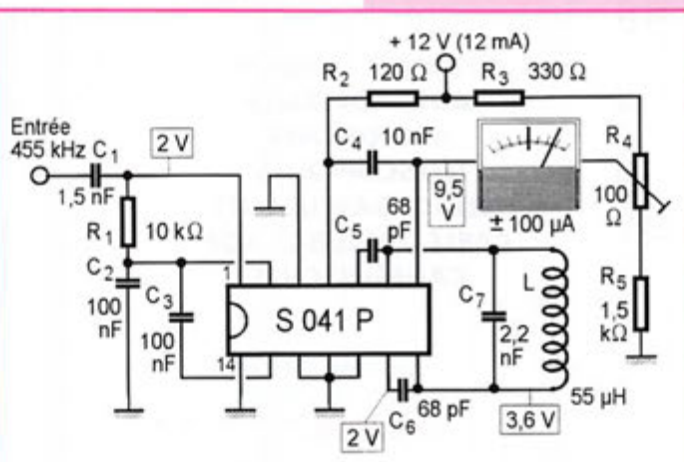 + 12 V (12 mA)
R2 120 Ω R3 330 Ω
Entrée
455 kHz C1
2 V
C4 10 nF
R4
1,5 nF
9,5
V
100
Ω
± 100 µA
R1 10 kΩ
C5 68
pF
C2
C3
100
nF
1
C7
L
R5
1,5
kΩ
S 041 P
100
nF
2,2
nF
14
C6 68 pF
2 V
3,6 V
55 µH